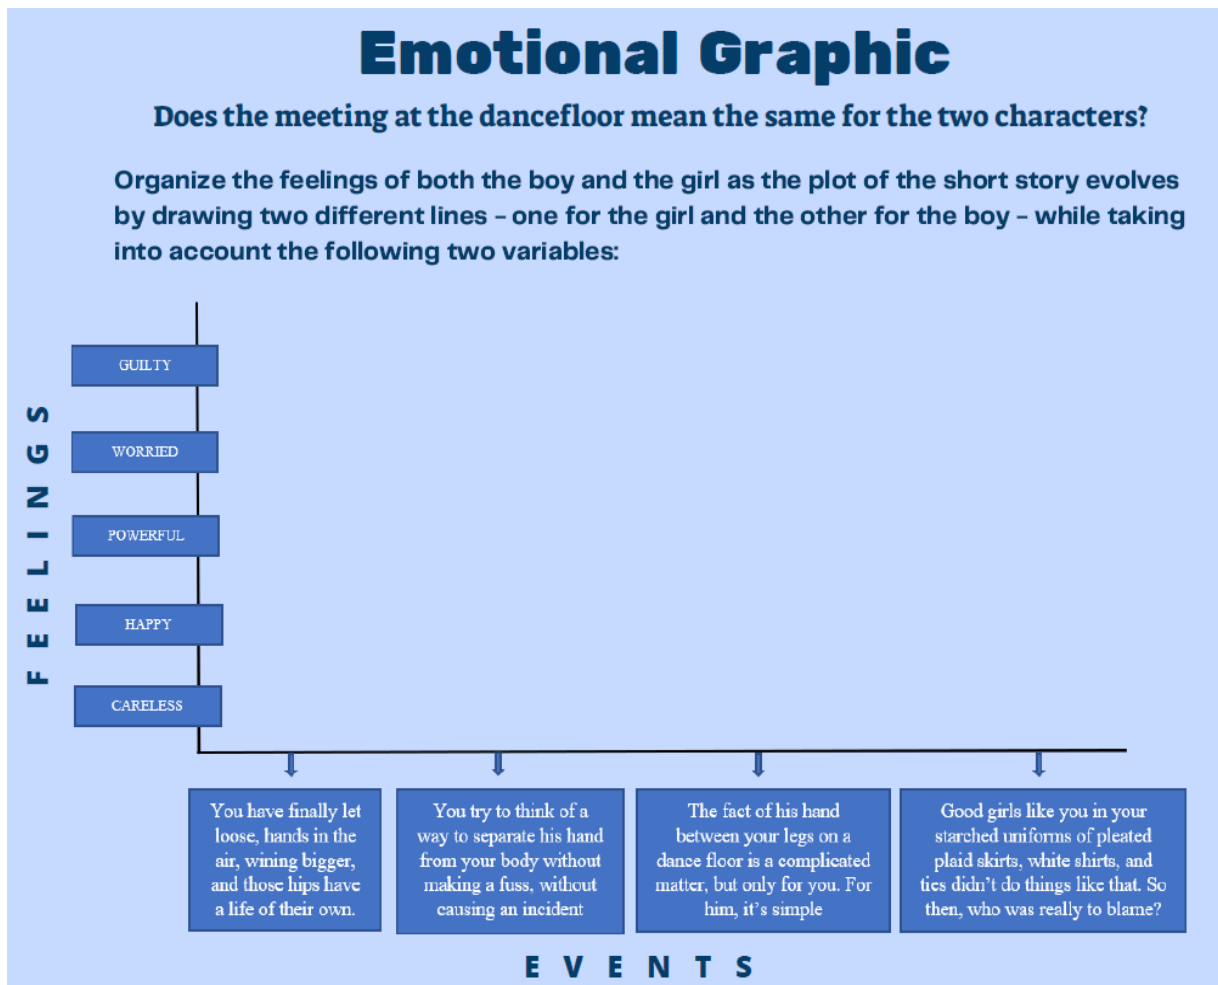 Emotional Graphic
Does the meeting at the dancefloor mean the same for the two characters?
Organize the feelings of both the boy and the girl as the plot of the short story evolves
by drawing two different lines – one for the girl and the other for the boy – while taking
into account the following two variables:
FEELINGS
GUILTY
WORRIED
POWERFUL
HAPPY
CARELESS
You have finally let
loose, hands in the
air, wining bigger,
and those hips have
a life of their own.
You try to think of a
way to separate his hand
from your body without
making a fuss, without
causing an incident
The fact of his hand
between your legs on a
dance floor is a complicated
matter, but only for you. For
him, it's simple
Good girls like you in your
starched uniforms of pleated
plaid skirts, white shirts, and
ties didn't do things like that. So
then, who was really to blame?
EVENTS